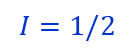 I = 1/2